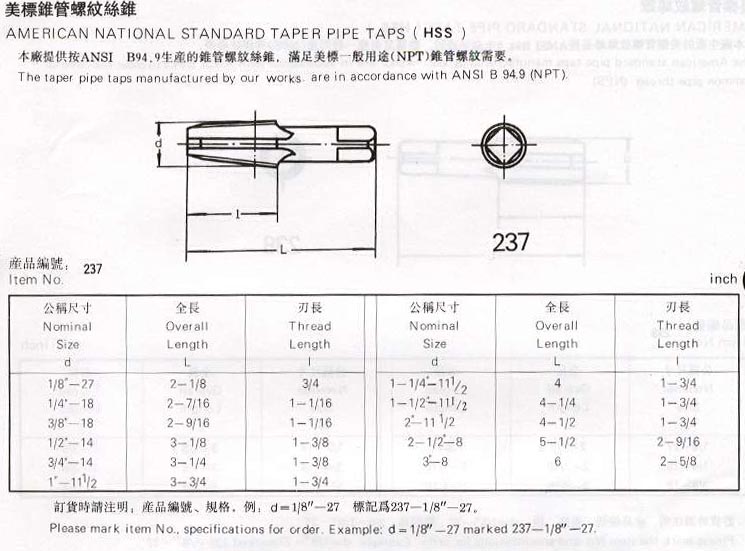 美標錐管螺紋絲錐
AMERICAN NATIONAL STANDARD TAPER PIPE TAPS ( HSS )
本廠提供按ANSI B94.9生産的錐管螺紋絲錐，滿足美標一般用途(NPT)錐管螺紋需要。
The taper pipe taps manufactured by our works. are in accordance with ANSI B 94.9 (NPT).
d
l
L
237
産品編號： 237
Item No.
inch
公稱尺寸 全長 刃長 公稱尺寸 全長 刃長
Nominal Overall Thread Nominal Overall Thread
Size Length Length Size Length Length
d L l d L l
1/8"—27 2—1/8 3/4 1—1/4"—11 1/2 4 1—3/4
1/4"—18 2—7/16 1—1/16 1—1/2"—11 1/2 4—1/4 1—3/4
3/8"—18 2—9/16 1—1/16 2"—11 1/2 4—1/2 1—3/4
1/2"—14 3—1/8 1—3/8 2—1/2"—8 5—1/2 2—9/16
3/4"—14 3—1/4 1—3/8 3"—8 6 2—5/8
1"—11 1/2 3—3/4 1—3/4
訂貨時請注明，産品編號、規格。例：d=1/8"—27 標記爲237—1/8"—27。
Please mark item No., specifications for order. Example: d=1/8"—27 marked 237—1/8"—27.